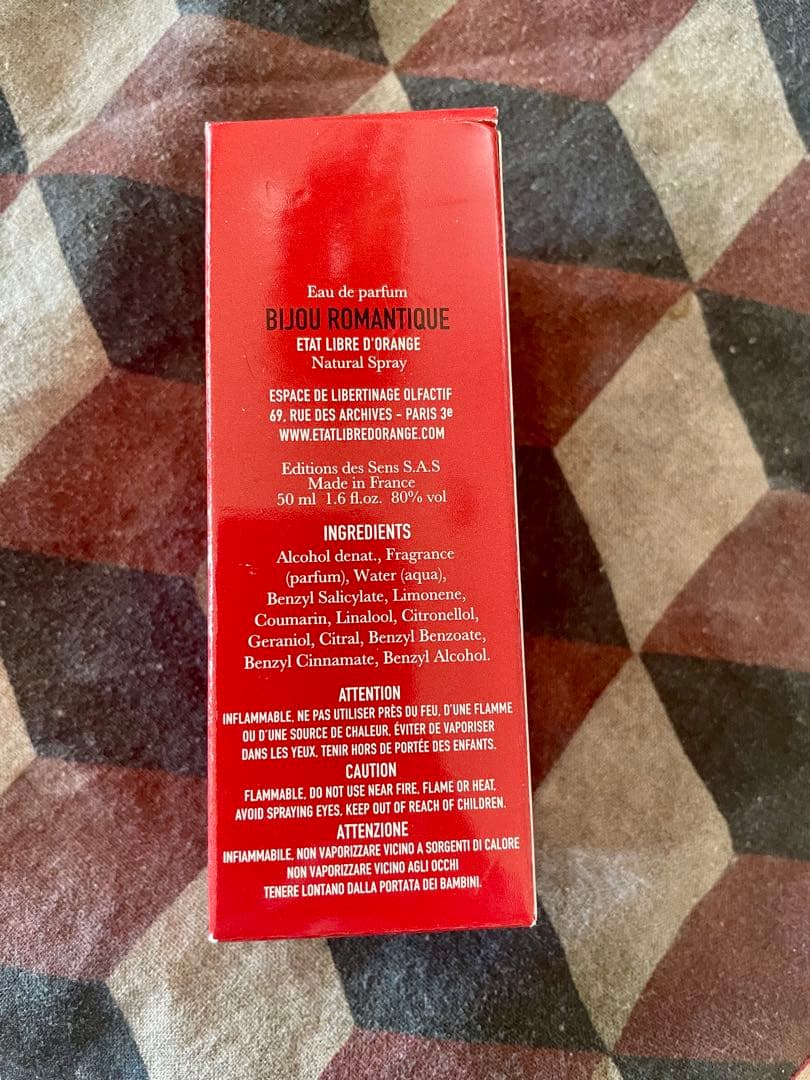 Eau de parfum
BIJOU ROMANTIQUE
ETAT LIBRE D'ORANGE
Natural Spray
ESPACE DE LIBERTINAGE OLFACTIF
69, RUE DES ARCHIVES – PARIS 3e
WWW.ETATLIBREDORANGE.COM
Editions des Sens S.A.S
Made in France
50 ml 1.6 fl.oz. 80% vol
INGREDIENTS
Alcohol denat., Fragrance
(parfum), Water (aqua),
Benzyl Salicylate, Limonene,
Coumarin, Linalool, Citronellol,
Geraniol, Citral, Benzyl Benzoate,
Benzyl Cinnamate, Benzyl Alcohol.
ATTENTION
INFLAMMABLE, NE PAS UTILISER PRÈS DU FEU, D'UNE FLAMME
OU D'UNE SOURCE DE CHALEUR, ÉVITER DE VAPORISER
DANS LES YEUX, TENIR HORS DE PORTÉE DES ENFANTS.
CAUTION
FLAMMABLE, DO NOT USE NEAR FIRE, FLAME OR HEAT,
AVOID SPRAYING EYES, KEEP OUT OF REACH OF CHILDREN.
ATTENZIONE
INFIAMMABILE, NON VAPORIZZARE VICINO A SORGENTI DI CALORE
NON VAPORIZZARE VICINO AGLI OCCHI
TENERE LONTANO DALLA PORTATA DEI BAMBINI.